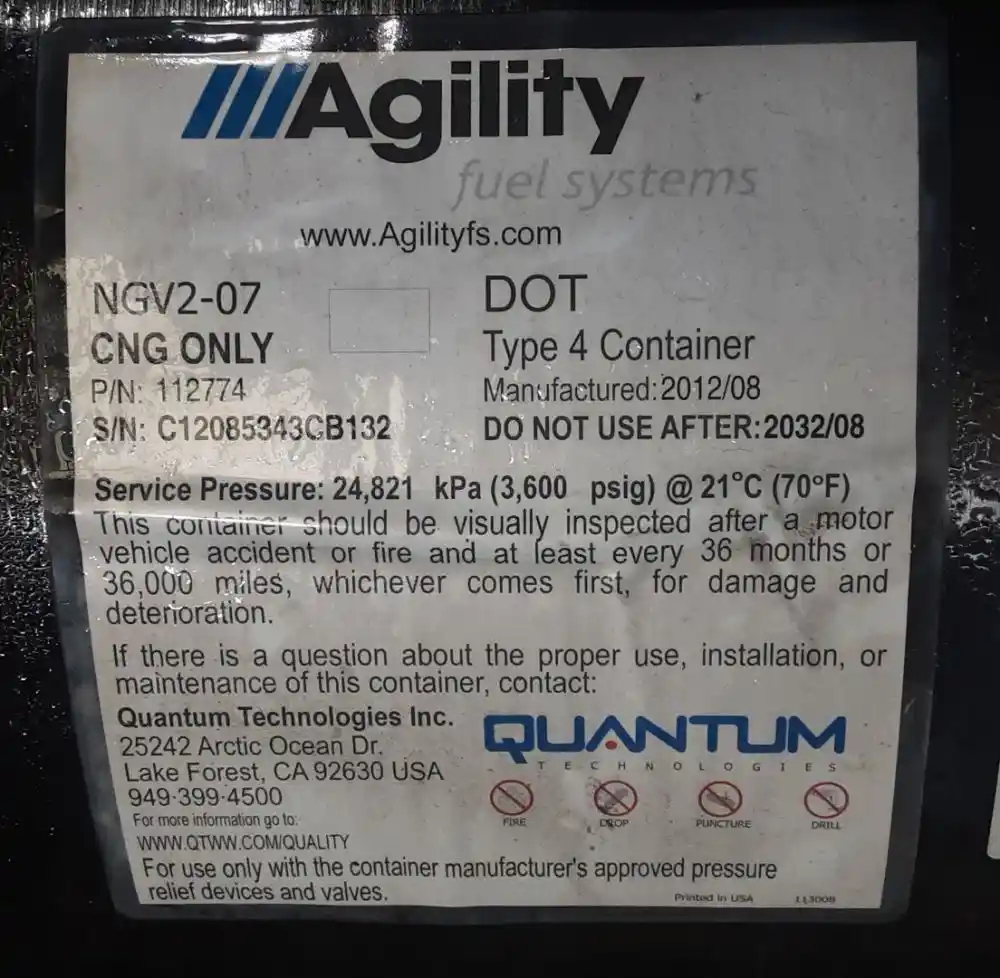 Agility
fuel systems
www.Agilityfs.com
NGV2-07
CNG ONLY
P/N: 112774
S/N: C12085343CB132
DOT
Type 4 Container
Manufactured:2012/08
DO NOT USE AFTER:2032/08
Service Pressure: 24,821 kPa (3,600 psig) @ 21°C (70°F)
This container should be visually inspected after a motor
vehicle accident or fire and at least every 36 months or
36,000 miles, whichever comes first, for damage and
deterioration.
If there is a question about the proper use, installation, or
maintenance of this container, contact:
Quantum Technologies Inc.
25242 Arctic Ocean Dr.
Lake Forest, CA 92630 USA
949-399-4500
For more information go to:
WWW.QTWW.COM/QUALITY
QUANTUM
TECHNOLOGIES
FIRE DROP PUNCTURE DRILL
For use only with the container manufacturer's approved pressure
relief devices and valves.
Printed in USA 113008